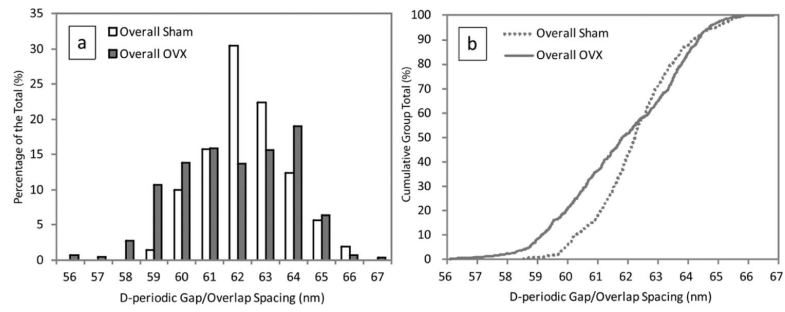 a
Overall Sham
Overall OVX
Percentage of the Total (%)
35
30
25
20
15
10
5
0
56 57 58 59 60 61 62 63 64 65 66 67
D-periodic Gap/Overlap Spacing (nm)
b
Overall Sham
Overall OVX
Cumulative Group Total (%)
100
90
80
70
60
50
40
30
20
10
0
56 57 58 59 60 61 62 63 64 65 66 67
D-periodic Gap/Overlap Spacing (nm)